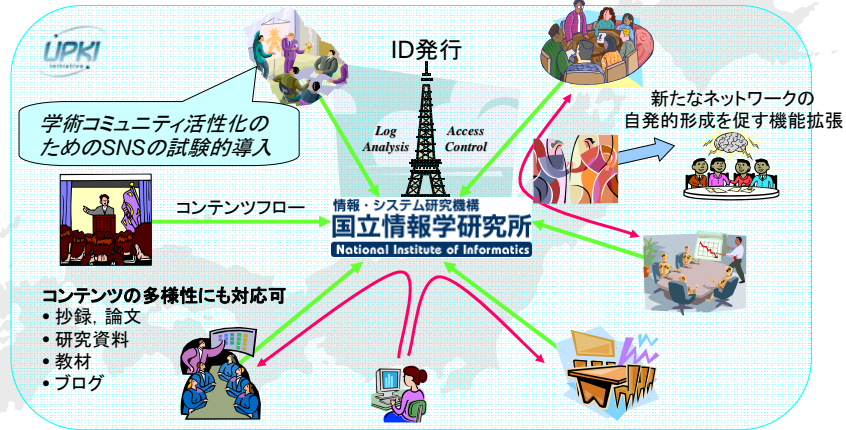 UPKI
initiative
ID発行
学術コミュニティ活性化の
ためのSNSの試験的導入
Log
Analysis
Access
Control
新たなネットワークの
自発的形成を促す機能拡張
コンテンツフロー
情報・システム研究機構
国立情報学研究所
National Institute of Informatics
コンテンツの多様性にも対応可
• 抄録, 論文
• 研究資料
• 教材
• ブログ